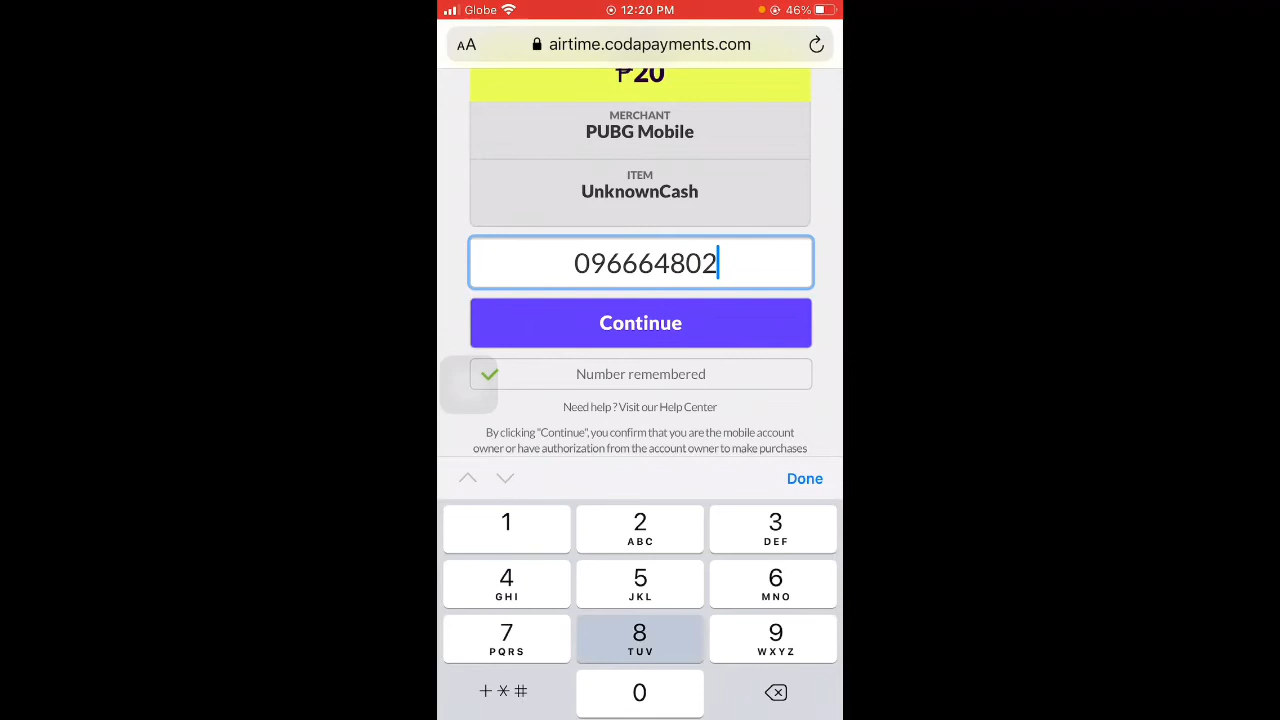 Globe 12:20 PM 46%
AA airtime.codapayments.com
₱20
MERCHANT
PUBG Mobile
ITEM
UnknownCash
096664802
Continue
Number remembered
Need help ? Visit our Help Center
By clicking "Continue", you confirm that you are the mobile account
owner or have authorization from the account owner to make purchases
Done
1 2 3
ABC DEF
4 5 6
GHI JKL MNO
7 8 9
PQRS TUV WXYZ
+*# 0